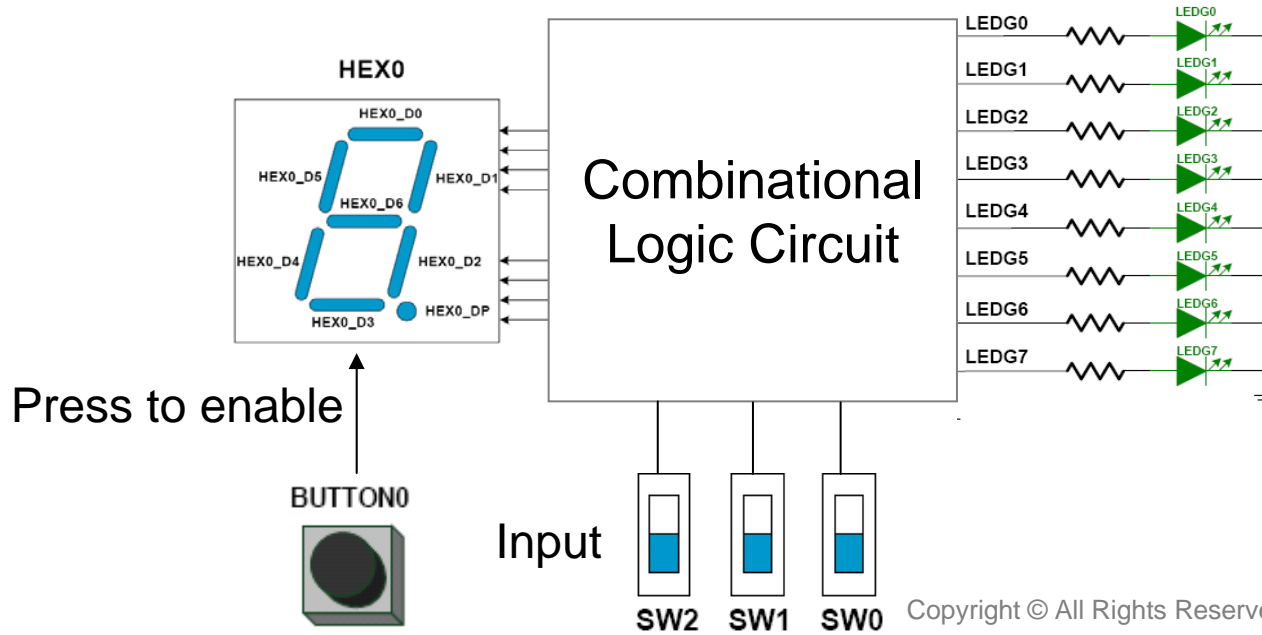 HEX0
HEX0_D0
HEX0_D5
HEX0_D1
HEX0_D6
HEX0_D4
HEX0_D2
HEX0_D3
HEX0_DP
Combinational
Logic Circuit
LEDG0
LEDG0
LEDG1
LEDG1
LEDG2
LEDG2
LEDG3
LEDG3
LEDG4
LEDG4
LEDG5
LEDG5
LEDG6
LEDG6
LEDG7
LEDG7
Press to enable
BUTTON0
Input
SW2 SW1 SW0
Copyright © All Rights Reserve